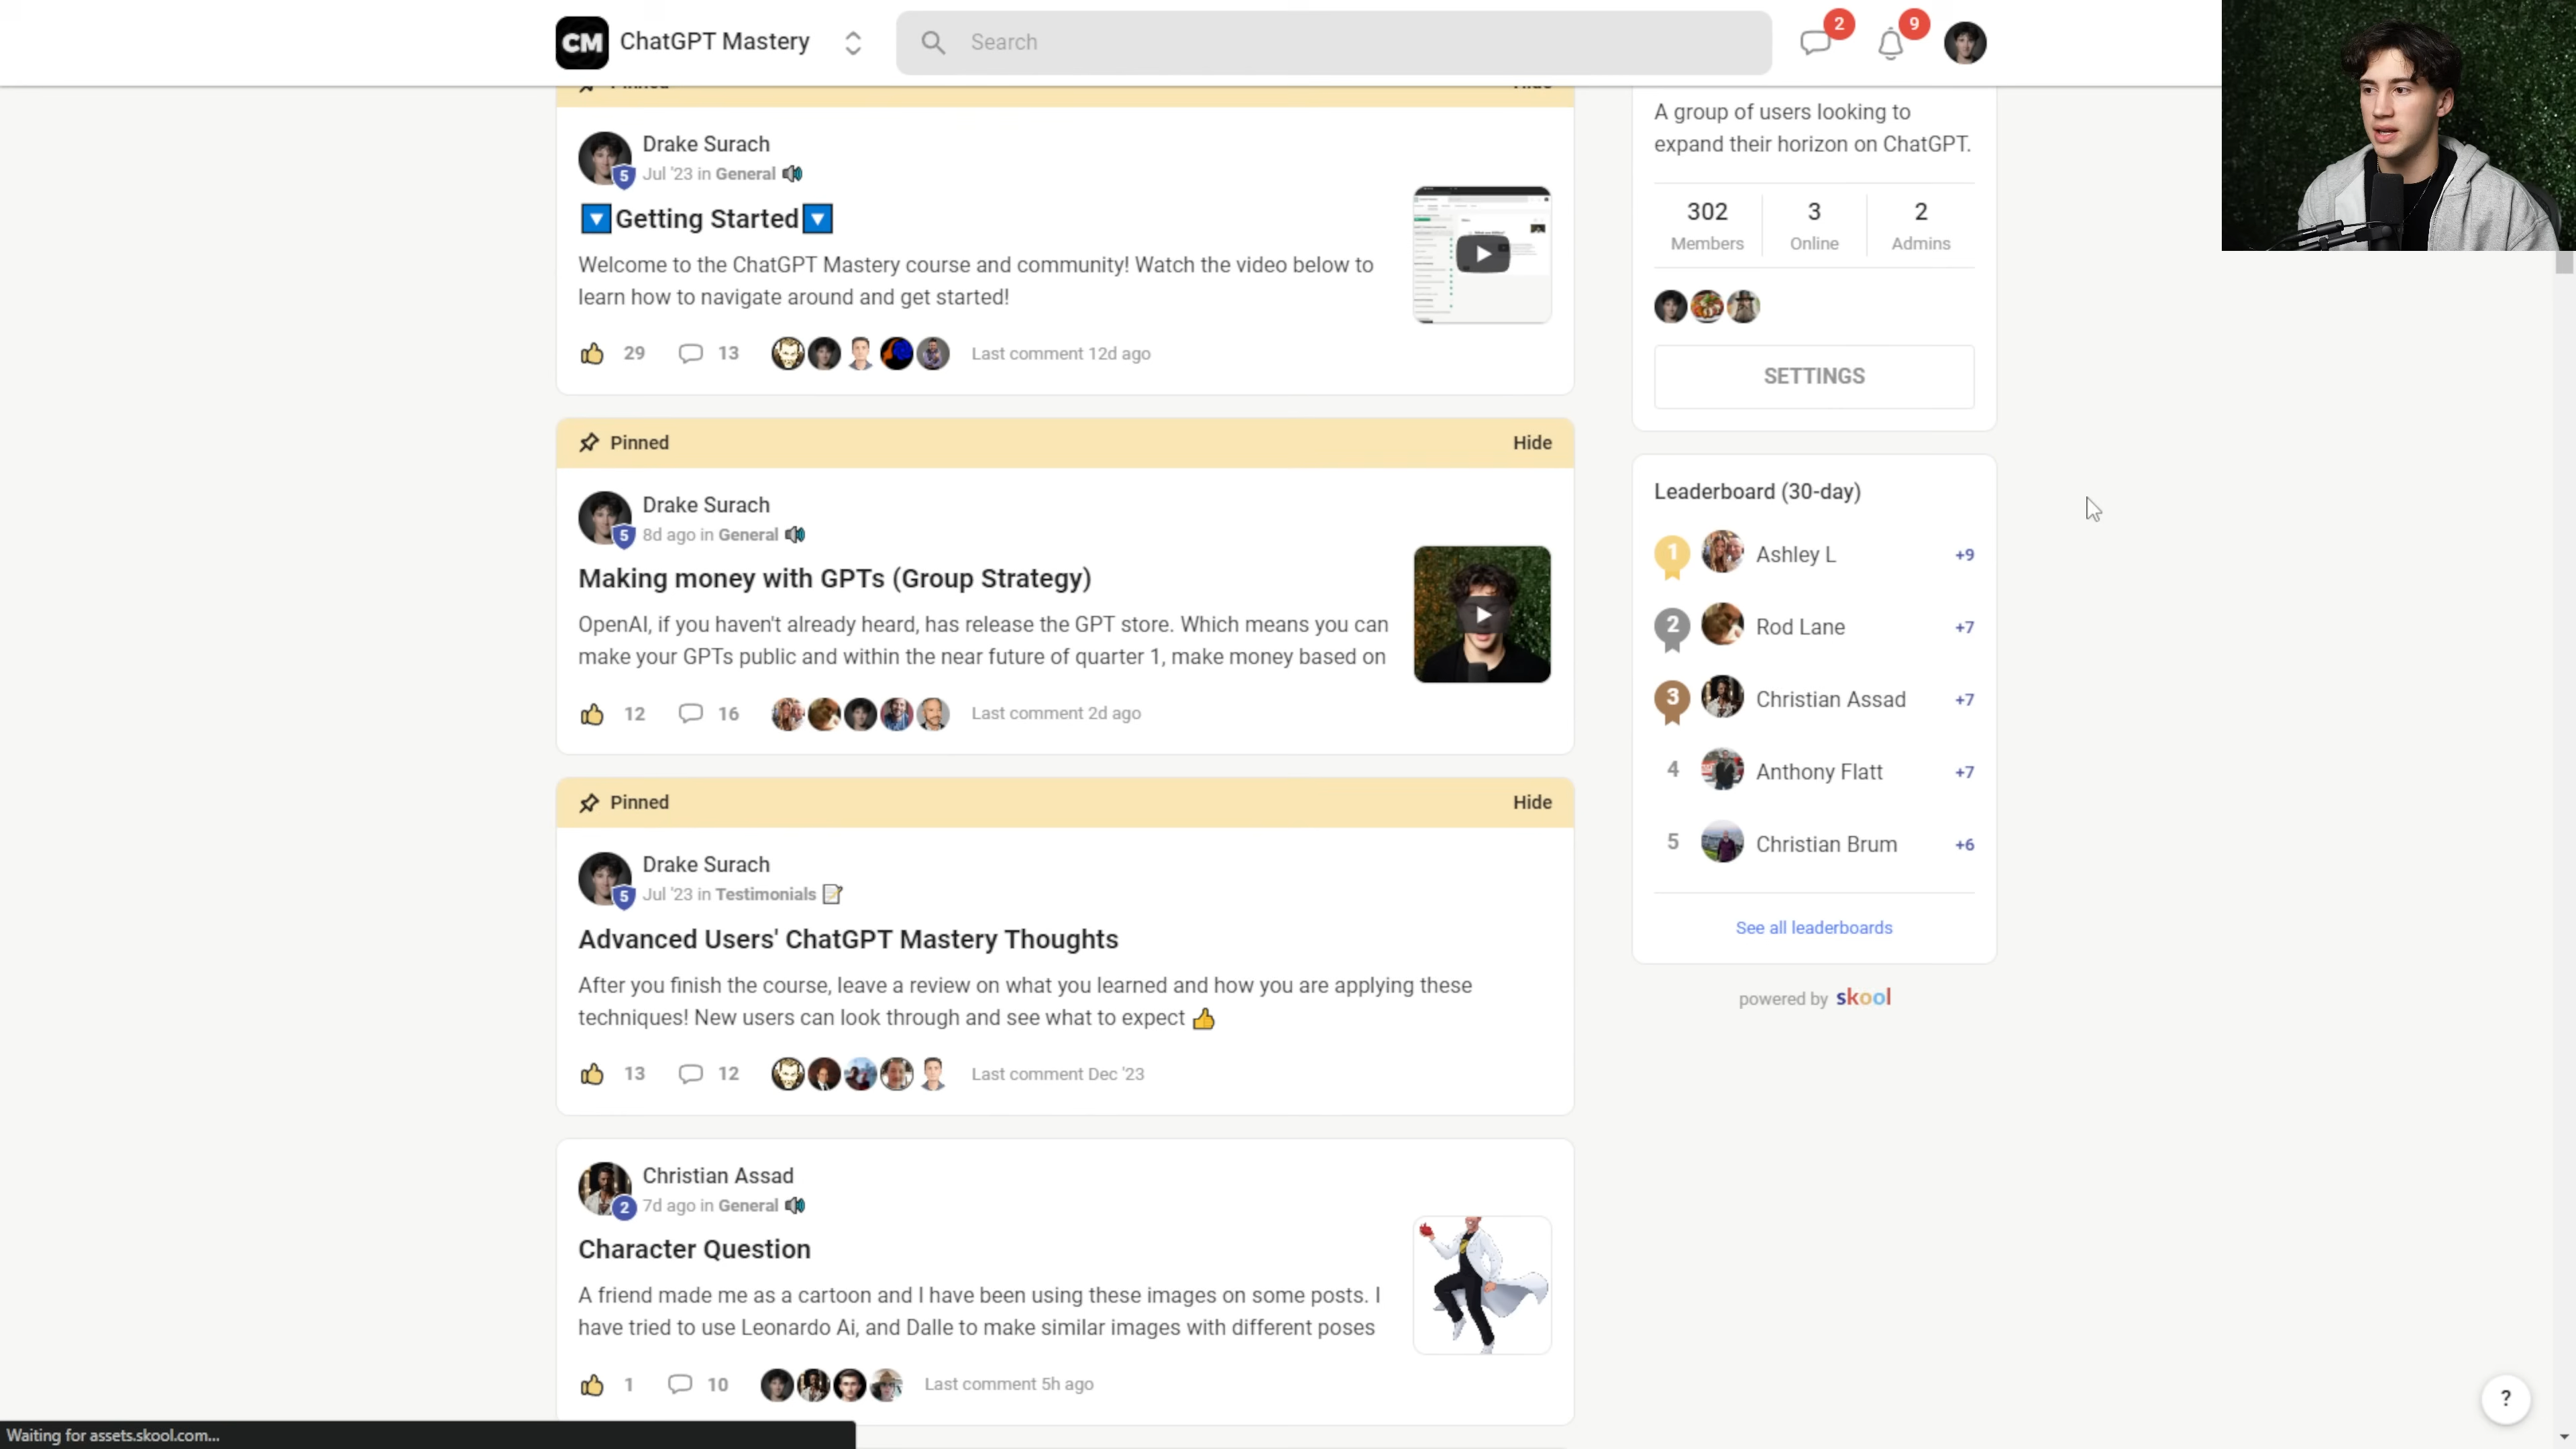 CM ChatGPT Mastery
Search
2
9
Drake Surach
5
Jul '23 in General
Getting Started
Welcome to the ChatGPT Mastery course and community! Watch the video below to
learn how to navigate around and get started!
29
13
Last comment 12d ago
Pinned
Hide
Drake Surach
5
8d ago in General
Making money with GPTs (Group Strategy)
OpenAI, if you haven't already heard, has release the GPT store. Which means you can
make your GPTs public and within the near future of quarter 1, make money based on
12
16
Last comment 2d ago
Pinned
Hide
Drake Surach
5
Jul '23 in Testimonials
Advanced Users' ChatGPT Mastery Thoughts
After you finish the course, leave a review on what you learned and how you are applying these
techniques! New users can look through and see what to expect 👍
13
12
Last comment Dec '23
Christian Assad
2
7d ago in General
Character Question
A friend made me as a cartoon and I have been using these images on some posts. I
have tried to use Leonardo Ai, and Dalle to make similar images with different poses
1
10
Last comment 5h ago
A group of users looking to
expand their horizon on ChatGPT.
302
Members
3
Online
2
Admins
SETTINGS
Leaderboard (30-day)
1 Ashley L +9
2 Rod Lane +7
3 Christian Assad +7
4 Anthony Flatt +7
5 Christian Brum +6
See all leaderboards
powered by skool
?
Waiting for assets.skool.com...